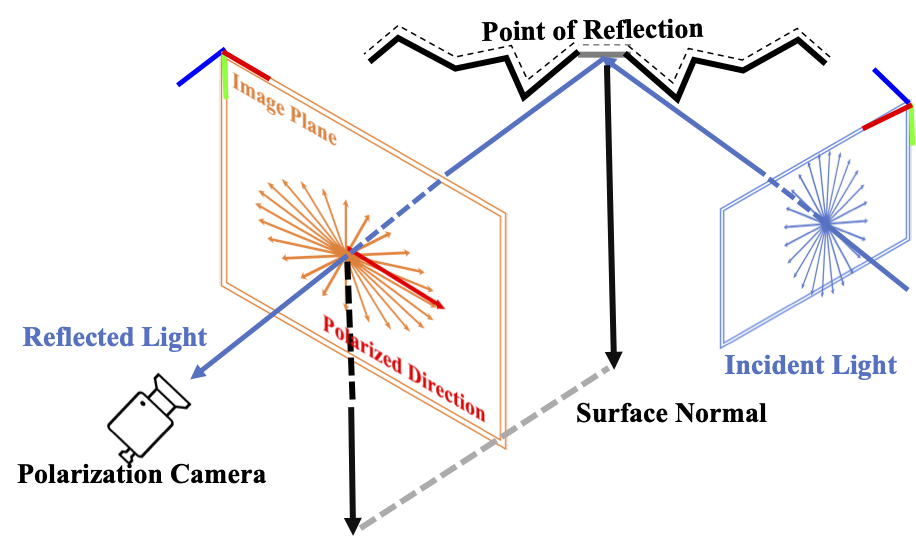 Point of Reflection
Image Plane
Reflected Light
Polarized Direction
Incident Light
Surface Normal
Polarization Camera